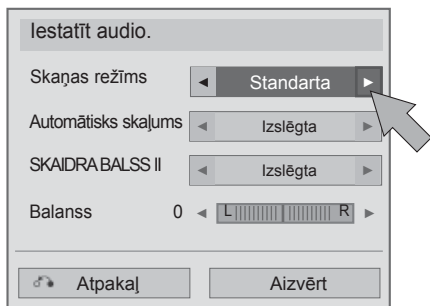 Iestatīt audio.
Skaņas režīms ◄ Standarta ►
Automātisks skaļums ◄ Izslēgta ►
SKAIDRA BALSS II ◄ Izslēgta ►
Balanss 0 ◄ L R ►
Atpakaļ Aizvērt